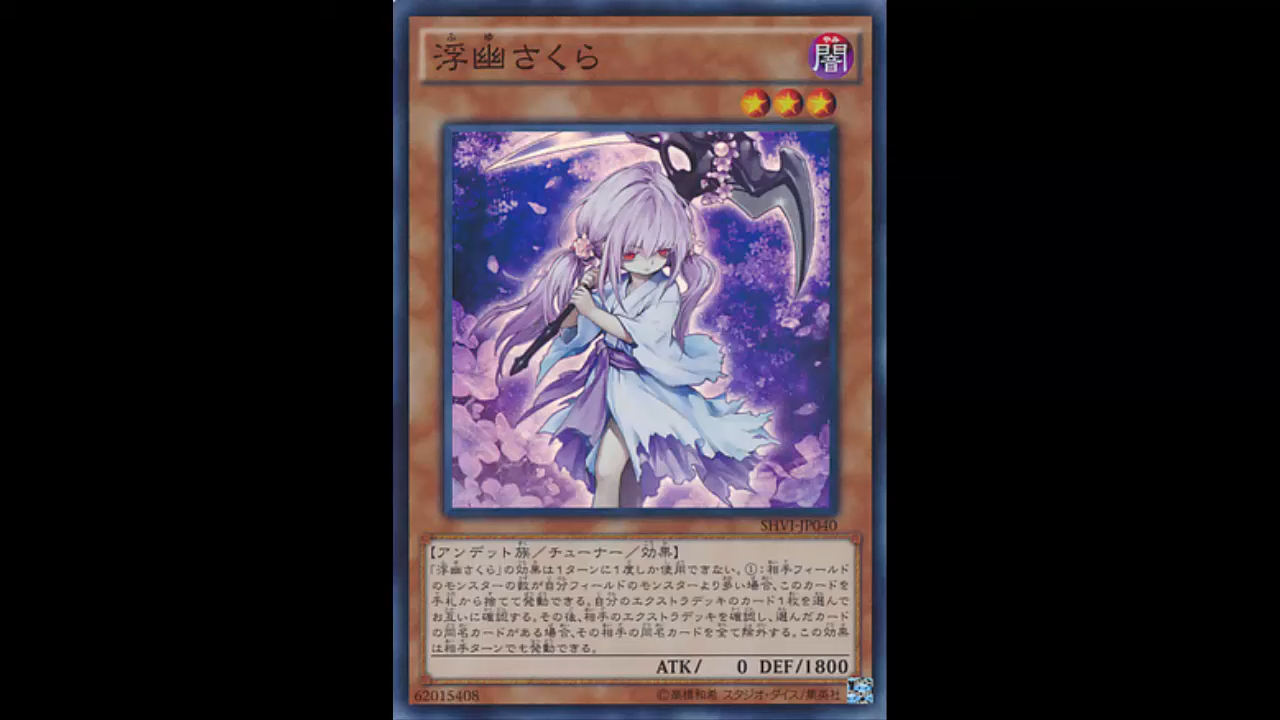 浮幽さくら
闇
SHVI-JP040
【アンデット族／チューナー／効果】
「浮幽さくら」の効果は1ターンに1度しか使用できない。①：相手フィールド
のモンスターの数が自分フィールドのモンスターより多い場合、このカードを
手札から捨てて発動できる。自分のエクストラデッキのカード1枚を選んで
お互いに確認する。その後、相手のエクストラデッキを確認し、選んだカード
の同名カードがある場合、その相手の同名カードを全て除外する。この効果
は相手ターンでも発動できる。
ATK/ 0 DEF/1800
62015408 ©高橋和希 スタジオ・ダイス/集英社